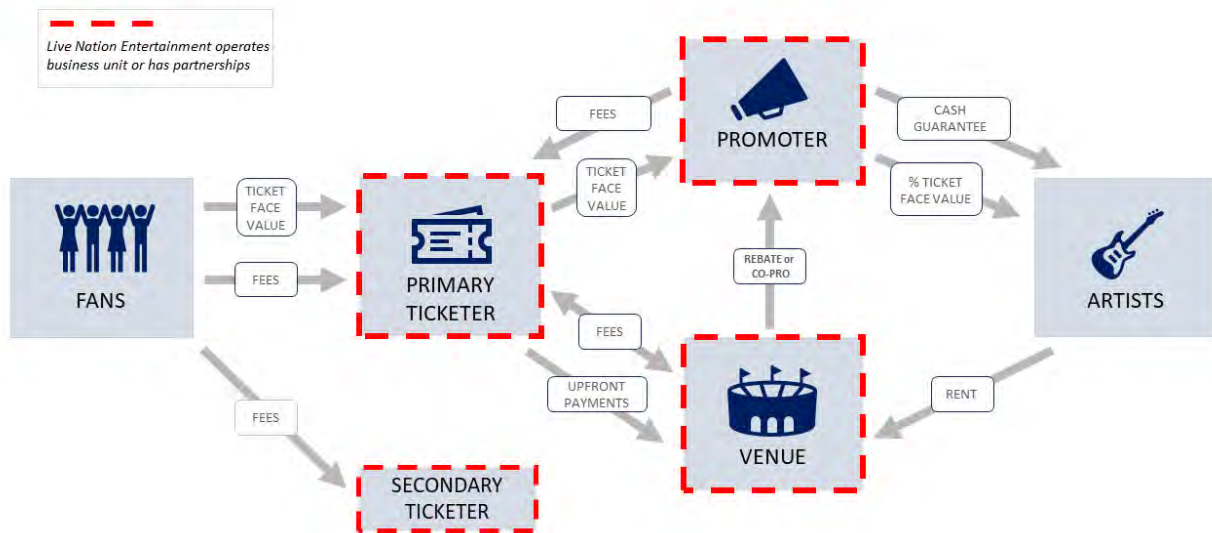 Live Nation Entertainment operates
business unit or has partnerships
FEES
PROMOTER
CASH
GUARANTEE
TICKET
FACE
VALUE
TICKET
FACE
VALUE
% TICKET
FACE VALUE
FEES
FANS
PRIMARY
TICKETER
REBATE or
CO-PRO
ARTISTS
FEES
UPFRONT
PAYMENTS
RENT
FEES
VENUE
SECONDARY
TICKETER